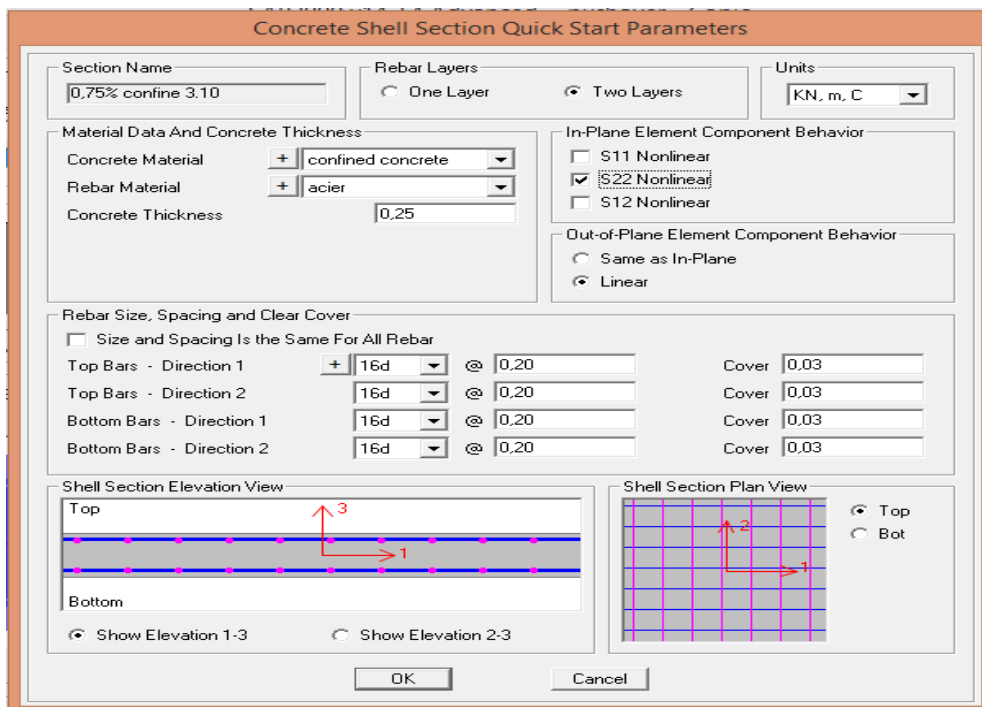 Concrete Shell Section Quick Start Parameters
Section Name
0,75% confine 3.10
Rebar Layers
One Layer Two Layers
Units
KN, m, C
Material Data And Concrete Thickness
Concrete Material + confined concrete
Rebar Material + acier
Concrete Thickness 0,25
In-Plane Element Component Behavior
S11 Nonlinear
S22 Nonlinear
S12 Nonlinear
Out-of-Plane Element Component Behavior
Same as In-Plane
Linear
Rebar Size, Spacing and Clear Cover
Size and Spacing Is the Same For All Rebar
Top Bars - Direction 1 + 16d @ 0,20 Cover 0,03
Top Bars - Direction 2 16d @ 0,20 Cover 0,03
Bottom Bars - Direction 1 16d @ 0,20 Cover 0,03
Bottom Bars - Direction 2 16d @ 0,20 Cover 0,03
Shell Section Elevation View
Top
3
1
Bottom
Show Elevation 1-3 Show Elevation 2-3
Shell Section Plan View
2
1
Top
Bot
OK Cancel